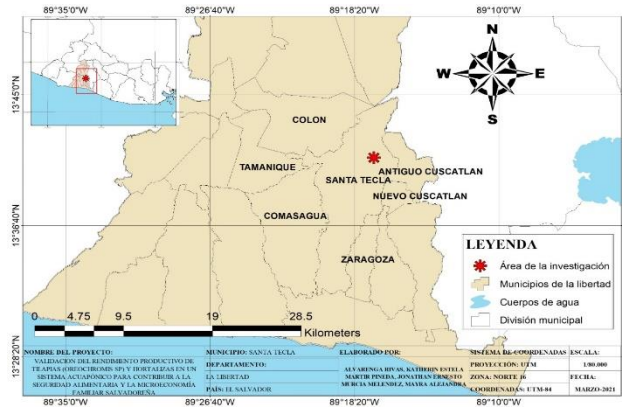 89°35'0"W 89°26'40"W 89°18'20"W 89°10'0"W
13°45'0"N
13°36'40"N
13°28'20"N
N
W E
S
COLON
TAMANIQUE
ANTIGUO CUSCATLAN
SANTA TECLA
NUEVO CUSCATLAN
COMASAGUA
ZARAGOZA
LEYENDA
Área de la investigación
Municipios de la libertad
Cuerpos de agua
División municipal
0 4.75 9.5 19 28.5
Kilometers
NOMBRE DEL PROYECTO:
VALIDACION DEL RENDIMIENTO PRODUCTIVO DE
TILAPIAS (OREOCHROMIS SP) Y HORTALIZAS EN UN
SISTEMA ACUAPONICO PARA CONTRIBUIR A LA
SEGURIDAD ALIMENTARIA Y LA MICROECONOMÍA
FAMILIAR SALVADOREÑA
MUNICIPIO: SANTA TECLA
DEPARTAMENTO:
LA LIBERTAD
PAÍS: EL SALVADOR
ELABORADO POR:
ALVARENGA RIVAS, KATHERIN ESTELA
MARTIR PINEDA, JONATHAN ERNESTO
MURCIA MELENDEZ, MAYRA ALEJANDRA
SISTEMA DE COORDENADAS
PROYECCIÓN: UTM
ZONA: NORTE 16
COORDENADAS: UTM-84
ESCALA:
1:80.000
FECHA:
MARZO-2021
89°35'0"W 89°26'40"W 89°18'20"W 89°10'0"W